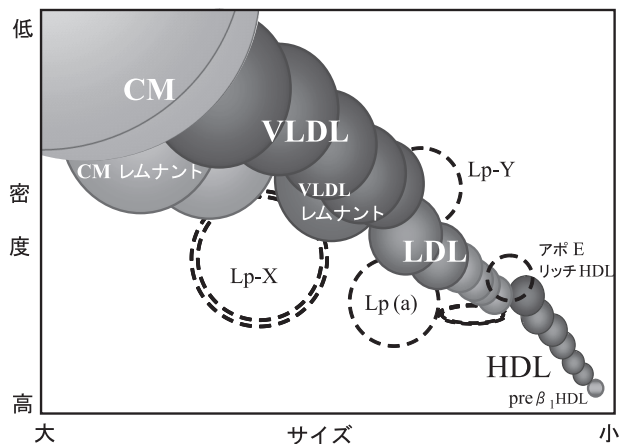 低
CM
VLDL
CM レムナント
Lp-Y
VLDL
レムナント
密
度
LDL
アポ E
リッチ HDL
Lp-X
Lp (a)
HDL
pre β₁HDL
高
大
サイズ
小